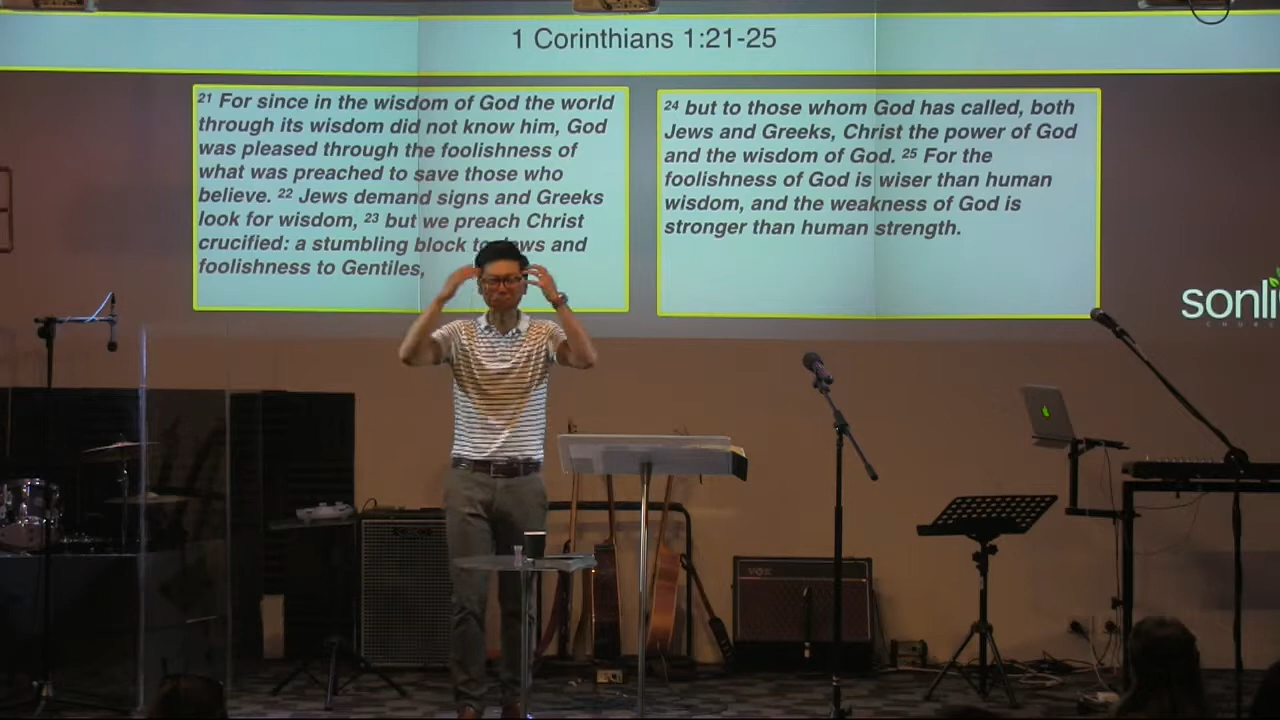 1 Corinthians 1:21-25
21 For since in the wisdom of God the world
through its wisdom did not know him, God
was pleased through the foolishness of
what was preached to save those who
believe. 22 Jews demand signs and Greeks
look for wisdom, 23 but we preach Christ
crucified: a stumbling block to Jews and
foolishness to Gentiles,
24 but to those whom God has called, both
Jews and Greeks, Christ the power of God
and the wisdom of God. 25 For the
foolishness of God is wiser than human
wisdom, and the weakness of God is
stronger than human strength.
sonli
VOX